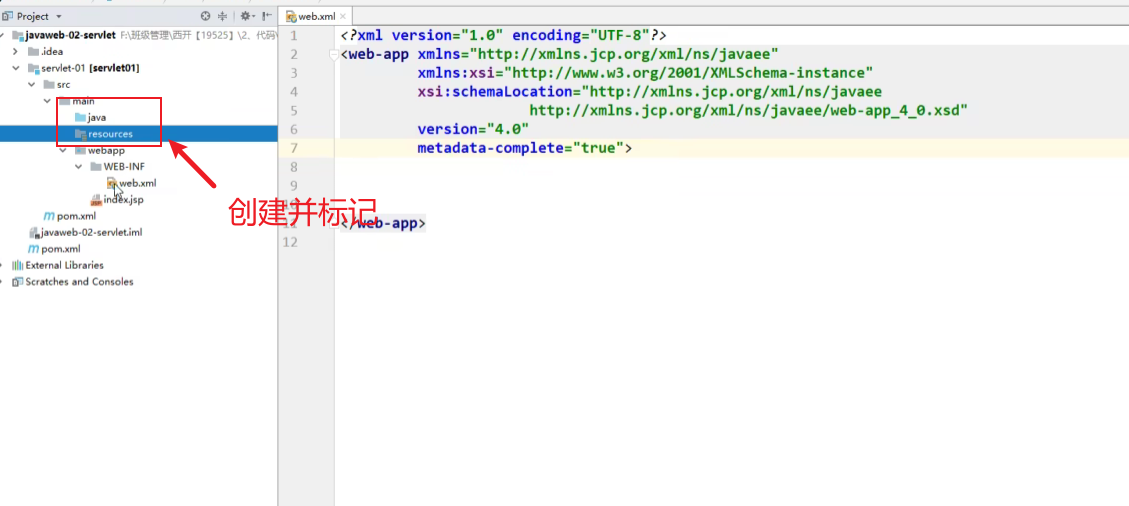 Project
web.xml
javaweb-02-servlet F:\班级管理\西开【19525】\2、代码\
.idea
servlet-01 [servlet01]
src
main
java
resources
webapp
WEB-INF
web.xml
index.jsp
pom.xml
javaweb-02-servlet.iml
pom.xml
External Libraries
Scratches and Consoles
创建并标记
1 <?xml version="1.0" encoding="UTF-8"?>
2 <web-app xmlns="http://xmlns.jcp.org/xml/ns/javaee"
3 xmlns:xsi="http://www.w3.org/2001/XMLSchema-instance"
4 xsi:schemaLocation="http://xmlns.jcp.org/xml/ns/javaee
5 http://xmlns.jcp.org/xml/ns/javaee/web-app_4_0.xsd"
6 version="4.0"
7 metadata-complete="true">
8
9
10
11 </web-app>
12